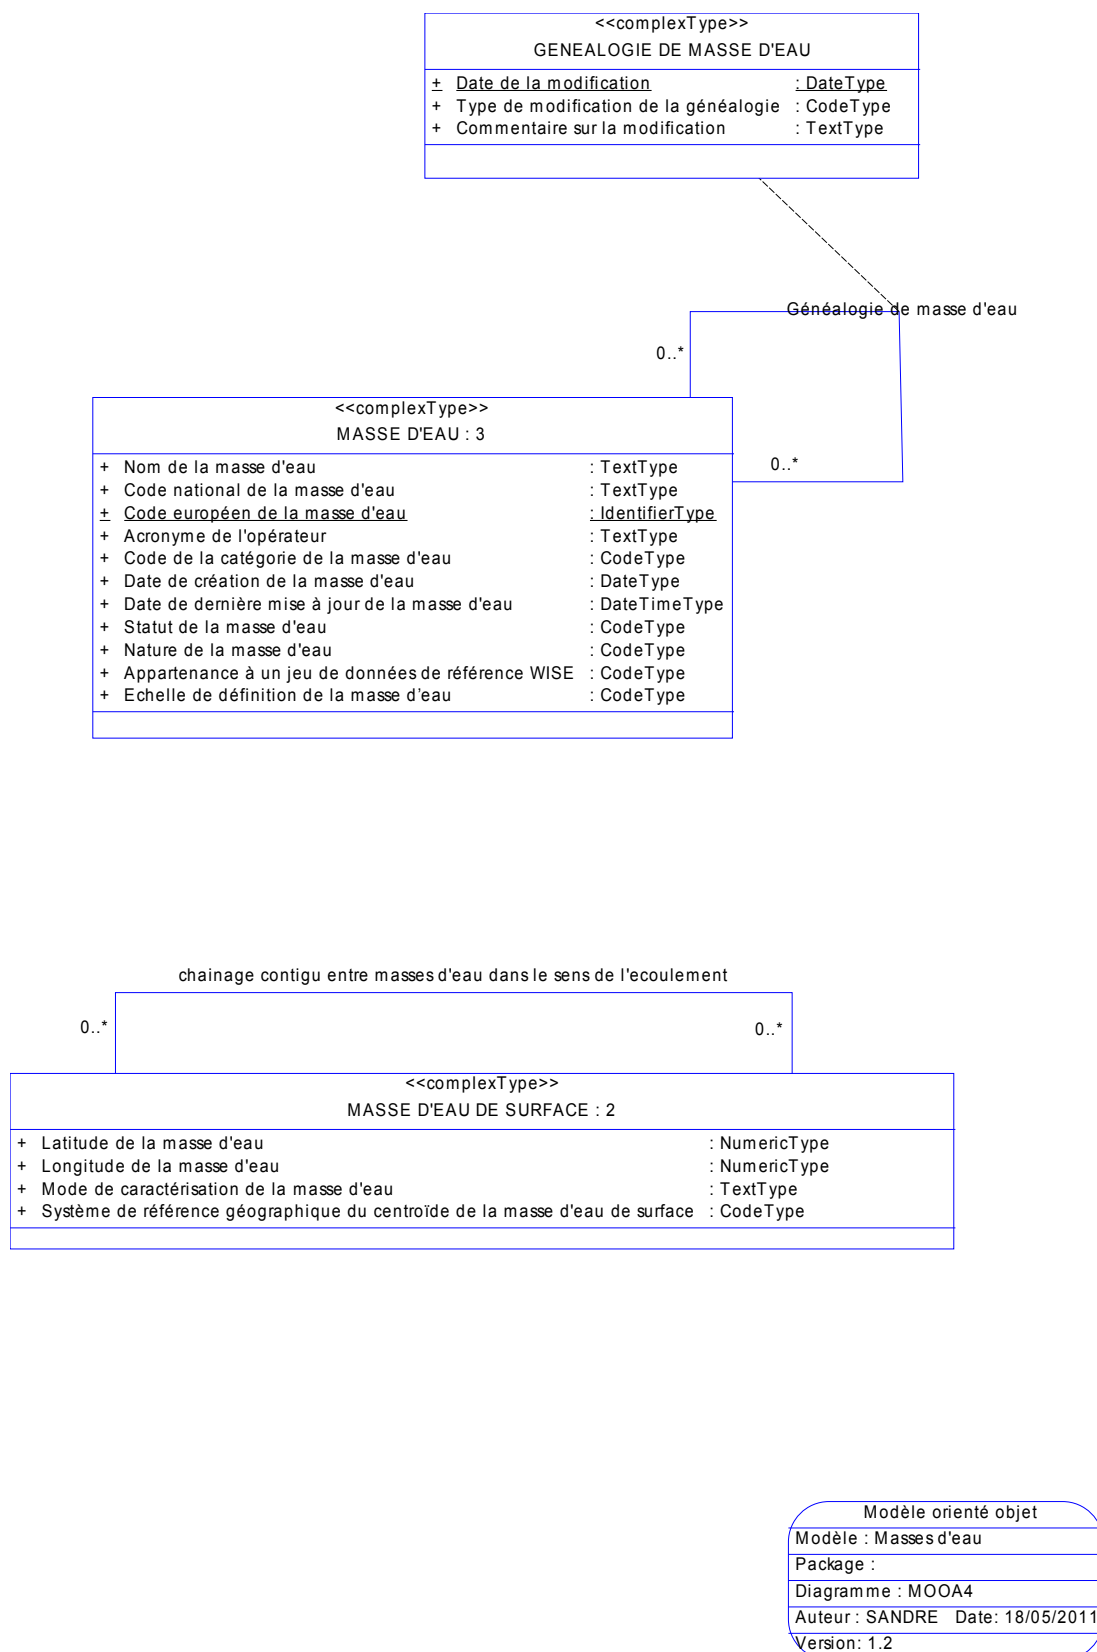 <<complexType>>
GENEALOGIE DE MASSE D'EAU
+ Date de la modification : DateType
+ Type de modification de la généalogie : CodeType
+ Commentaire sur la modification : TextType
Généalogie de masse d'eau
0..*
<<complexType>>
MASSE D'EAU : 3
0..*
+ Nom de la masse d'eau : TextType
+ Code national de la masse d'eau : TextType
+ Code européen de la masse d'eau : IdentifierType
+ Acronyme de l'opérateur : TextType
+ Code de la catégorie de la masse d'eau : CodeType
+ Date de création de la masse d'eau : DateType
+ Date de dernière mise à jour de la masse d'eau : DateTimeType
+ Statut de la masse d'eau : CodeType
+ Nature de la masse d'eau : CodeType
+ Appartenance à un jeu de données de référence WISE : CodeType
+ Echelle de définition de la masse d’eau : CodeType
chainage contigu entre masses d'eau dans le sens de l'ecoulement
0..* 0..*
<<complexType>>
MASSE D'EAU DE SURFACE : 2
+ Latitude de la masse d'eau : NumericType
+ Longitude de la masse d'eau : NumericType
+ Mode de caractérisation de la masse d'eau : TextType
+ Système de référence géographique du centroïde de la masse d'eau de surface : CodeType
Modèle orienté objet
Modèle : Masses d'eau
Package :
Diagramme : MOOA4
Auteur : SANDRE Date: 18/05/2011
Version: 1.2